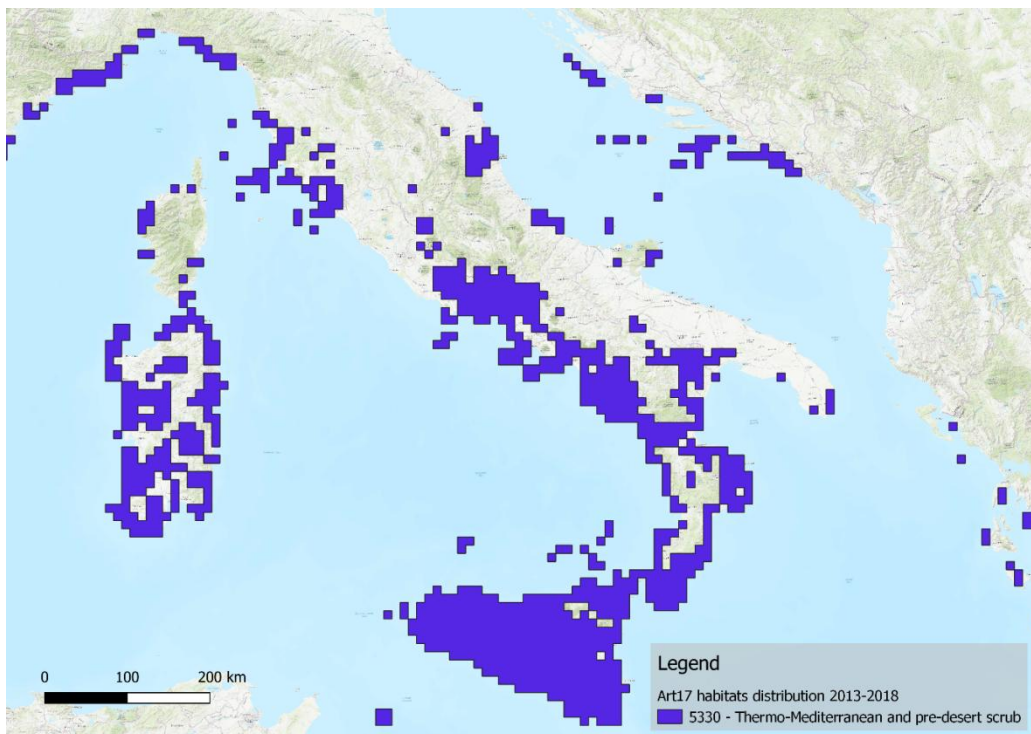 0 100 200 km
Legend
Art17 habitats distribution 2013-2018
5330 - Thermo-Mediterranean and pre-desert scrub